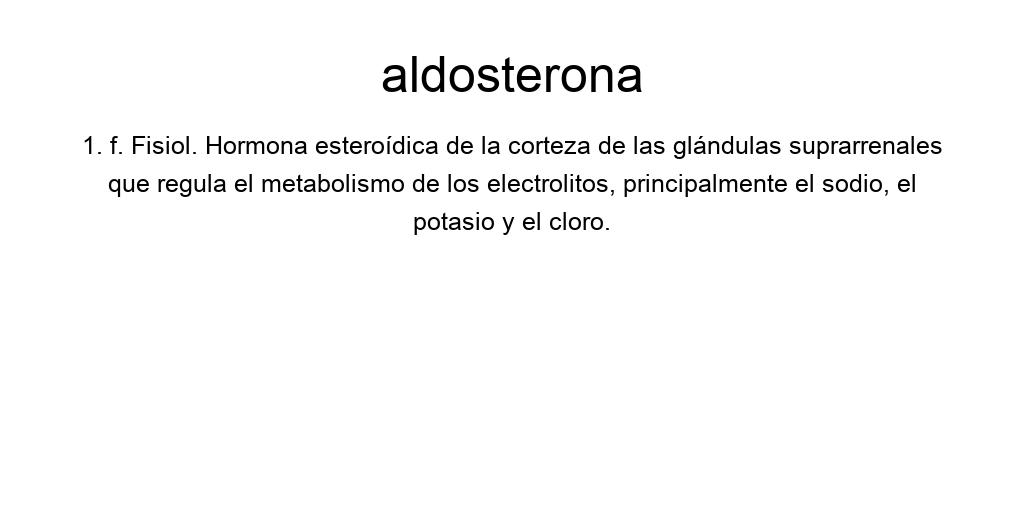 aldosterona
1. f. Fisiol. Hormona esteroídica de la corteza de las glándulas suprarrenales
que regula el metabolismo de los electrolitos, principalmente el sodio, el
potasio y el cloro.